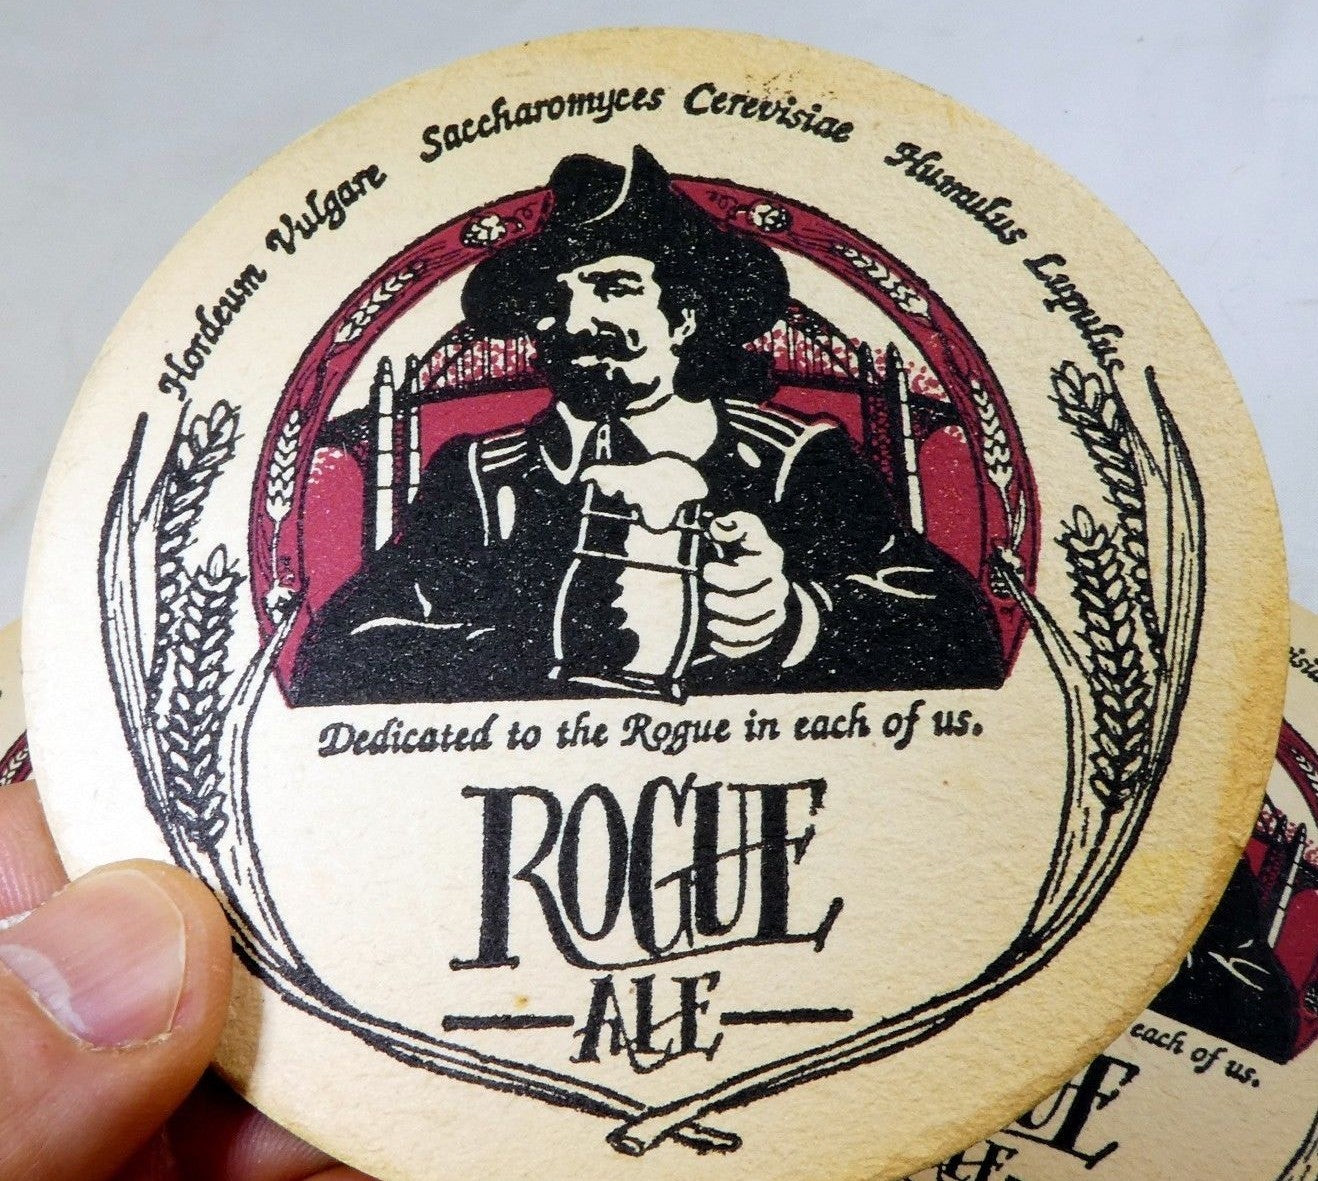 Hordeum Vulgare Saccharomyces Cerevisiae Humulus Lupulus
Dedicated to the Rogue in each of us.
ROGUE
ALE
each of us.